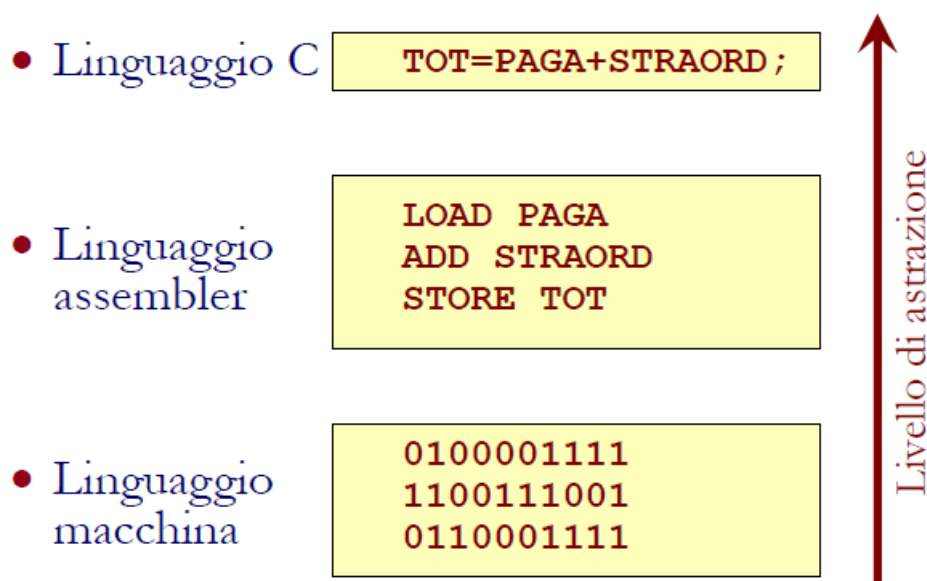 • Linguaggio C
TOT=PAGA+STRAORD;
• Linguaggio
assembler
LOAD PAGA
ADD STRAORD
STORE TOT
• Linguaggio
macchina
0100001111
1100111001
0110001111
Livello di astrazione